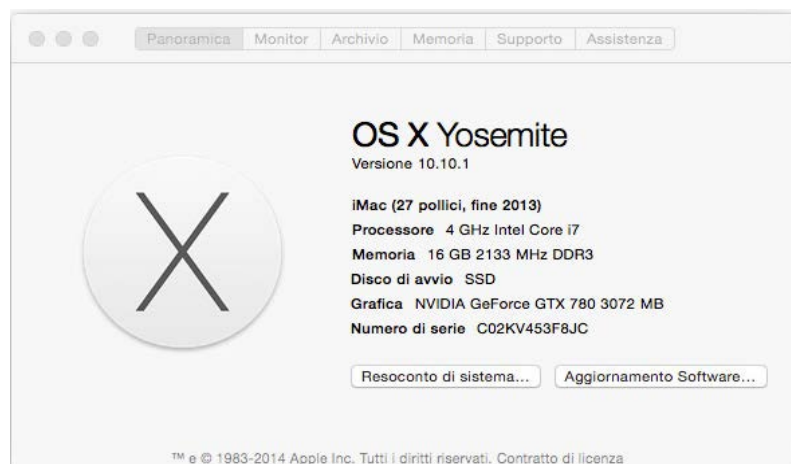 Panoramica Monitor Archivio Memoria Supporto Assistenza
OS X Yosemite
Versione 10.10.1
iMac (27 pollici, fine 2013)
Processore 4 GHz Intel Core i7
Memoria 16 GB 2133 MHz DDR3
Disco di avvio SSD
Grafica NVIDIA GeForce GTX 780 3072 MB
Numero di serie C02KV453F8JC
Resoconto di sistema... Aggiornamento Software...
™ e © 1983-2014 Apple Inc. Tutti i diritti riservati. Contratto di licenza